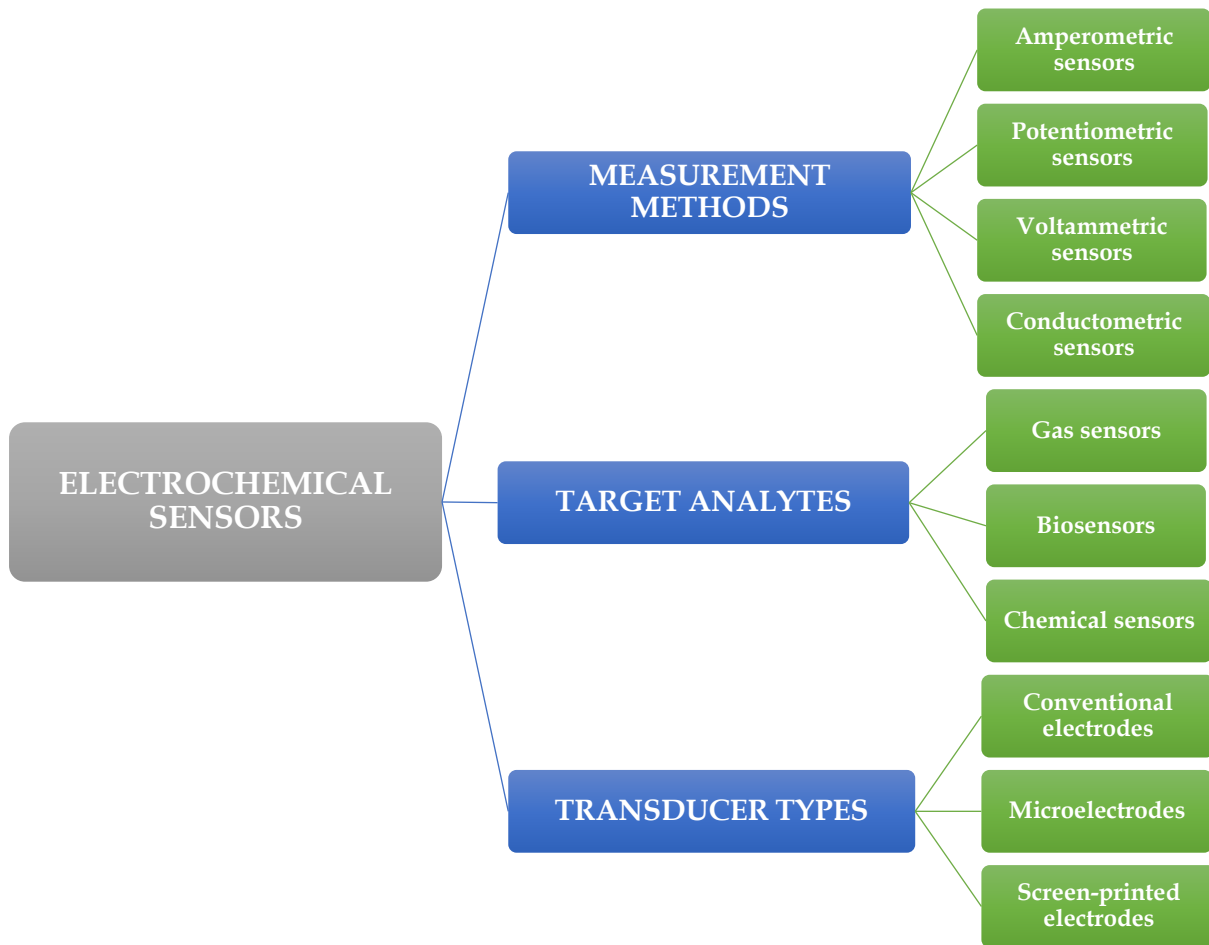 ELECTROCHEMICAL
SENSORS
MEASUREMENT
METHODS
Amperometric
sensors
Potentiometric
sensors
Voltammetric
sensors
Conductometric
sensors
TARGET ANALYTES
Gas sensors
Biosensors
Chemical sensors
TRANSDUCER TYPES
Conventional
electrodes
Microelectrodes
Screen-printed
electrodes